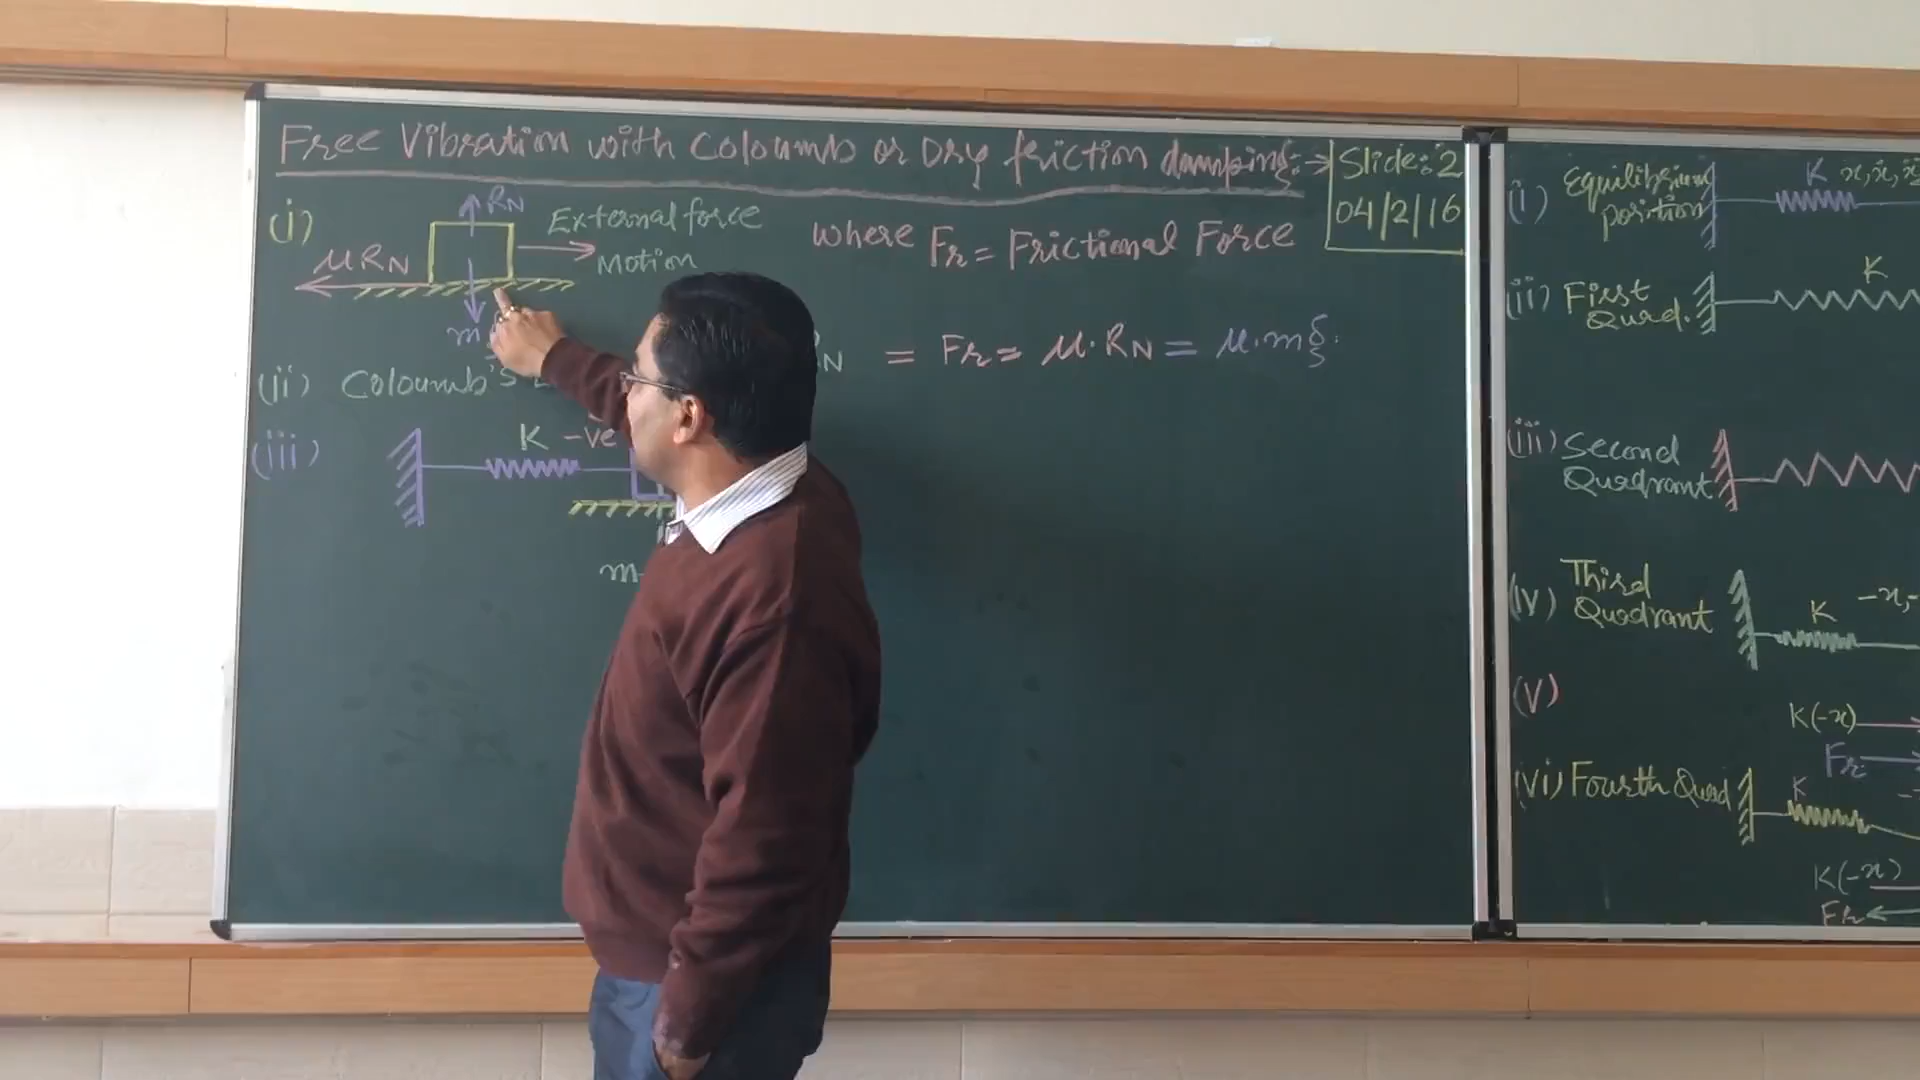 Free Vibration with Coloumb or Dry friction damping:→
Slide:2
04/2/16
(i)
RN
External force
Motion
μRN
m
where Fr = Frictional Force
(ii) Coloumb's
N = Fr = μ.RN = μ.mg.
(iii)
K -ve
m
(i) Equilibrium position
K x, ẋ, ẍ
(ii) First Quad.
K
(iii) Second Quadrant
(iv) Third Quadrant
K -x,-
(v)
K(-x)
Fr
(vi) Fourth Quad
K
K(-x)
Fr